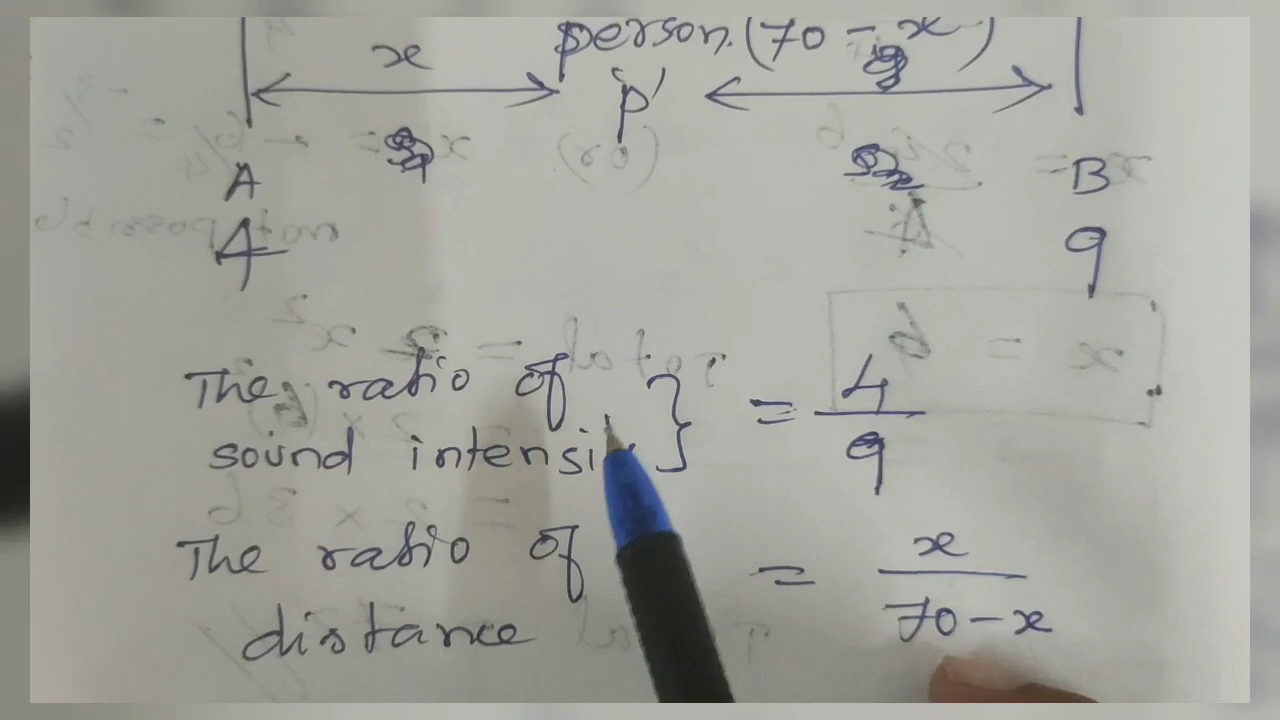 person. (70 - x)
x
'p'
A
B
4
9
The ratio of } = 4/9
sound intensi
The ratio of = x/70-x
distance